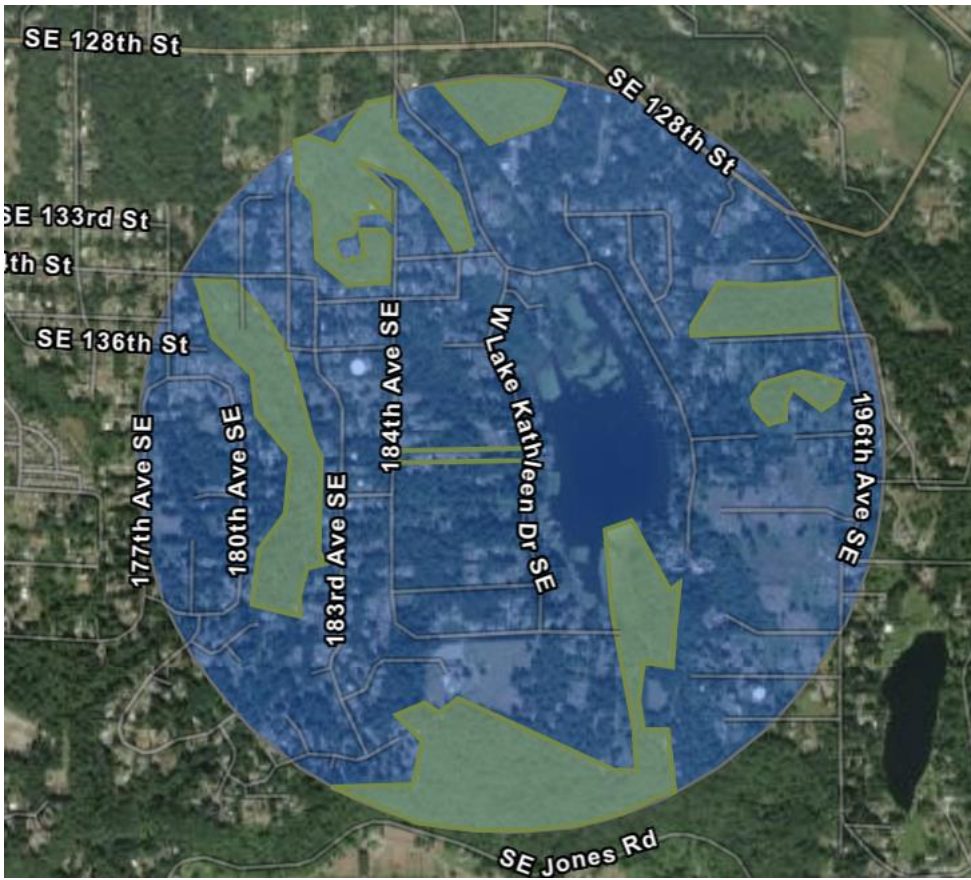 SE 128th St
SE 128th St
SE 133rd St
4th St
SE 136th St
184th Ave SE
W Lake Kathleen Dr SE
196th Ave SE
177th Ave SE
180th Ave SE
183rd Ave SE
SE Jones Rd